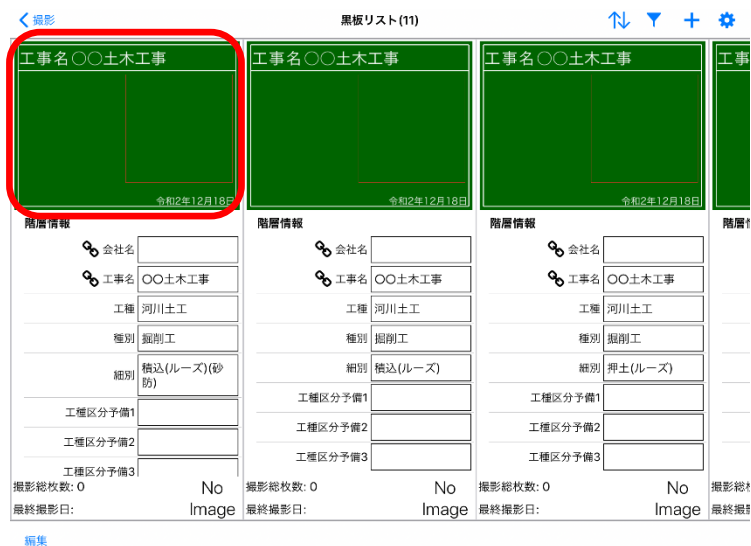 撮影
黒板リスト(11)
工事名○○土木工事
令和2年12月18日
階層情報
会社名
工事名 ○○土木工事
工種 河川土工
種別 掘削工
細別 積込(ルーズ)(砂
防)
工種区分予備1
工種区分予備2
工種区分予備3
撮影総枚数: 0
最終撮影日:
No
Image
工事名○○土木工事
令和2年12月18日
階層情報
会社名
工事名 ○○土木工事
工種 河川土工
種別 掘削工
細別 積込(ルーズ)
工種区分予備1
工種区分予備2
工種区分予備3
撮影総枚数: 0
最終撮影日:
No
Image
工事名○○土木工事
令和2年12月18日
階層情報
会社名
工事名 ○○土木工事
工種 河川土工
種別 掘削工
細別 押土(ルーズ)
工種区分予備1
工種区分予備2
工種区分予備3
撮影総枚数: 0
最終撮影日:
No
Image
工事
階層
撮影総
最終撮
編集